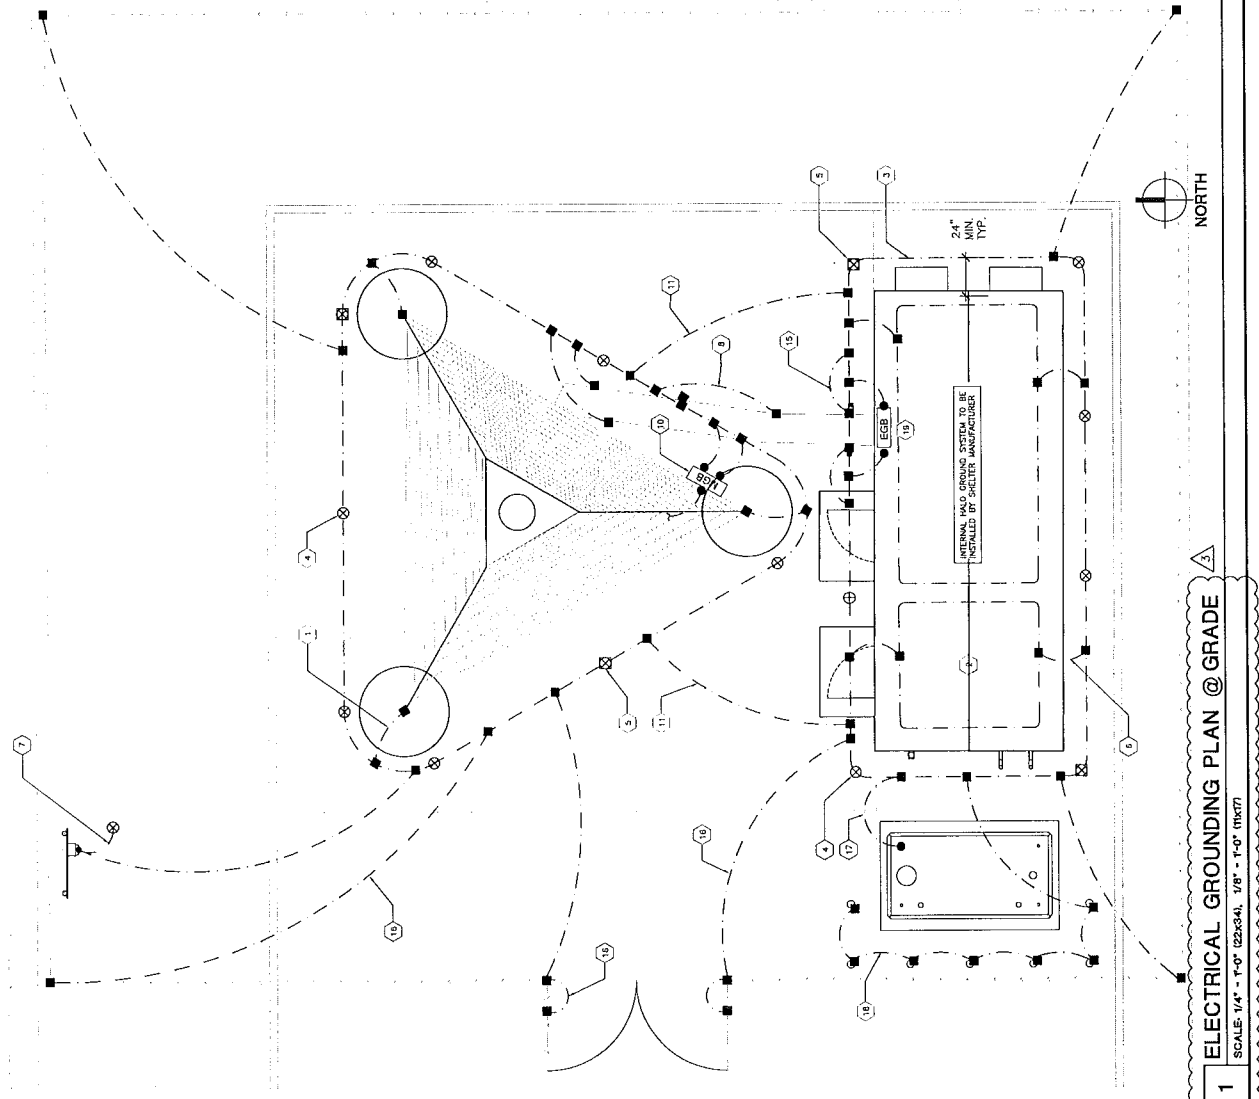 7
1
4
16
10
11
8
5
3
24"
MIN.
TYP.
NORTH
15
EGB
19
MGB
INTERNAL HALO GROUND SYSTEM TO BE
INSTALLED BY SHELTER MANUFACTURER
2
5
11
16
16
4
17
6
18
3
1
ELECTRICAL GROUNDING PLAN @ GRADE
SCALE: 1/4" = 1'-0" (22x34), 1/8" = 1'-0" (11x17)